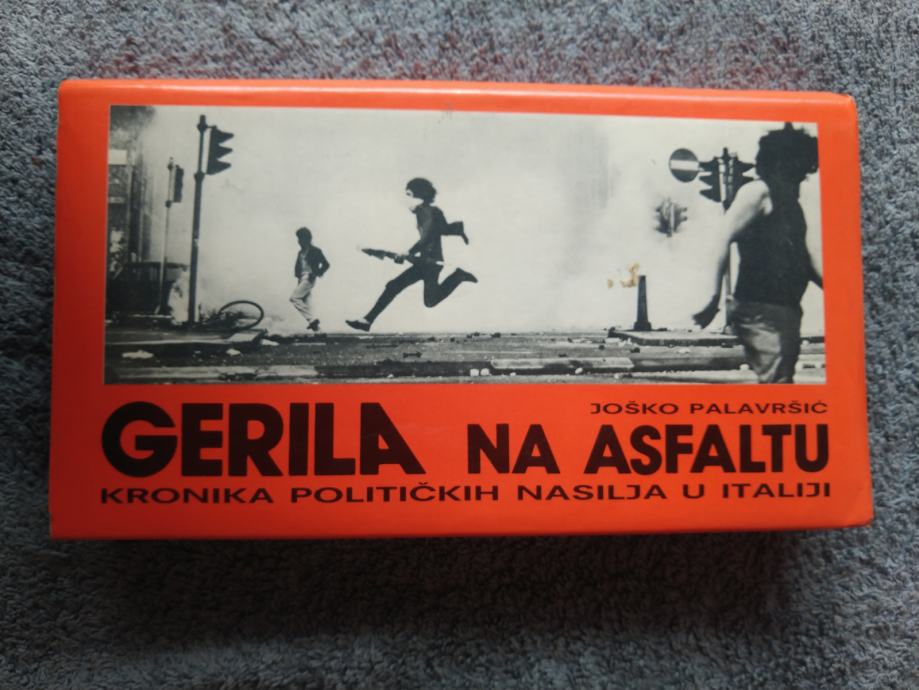 JOŠKO PALAVRŠIĆ
GERILA NA ASFALTU
KRONIKA POLITIČKIH NASILJA U ITALIJI